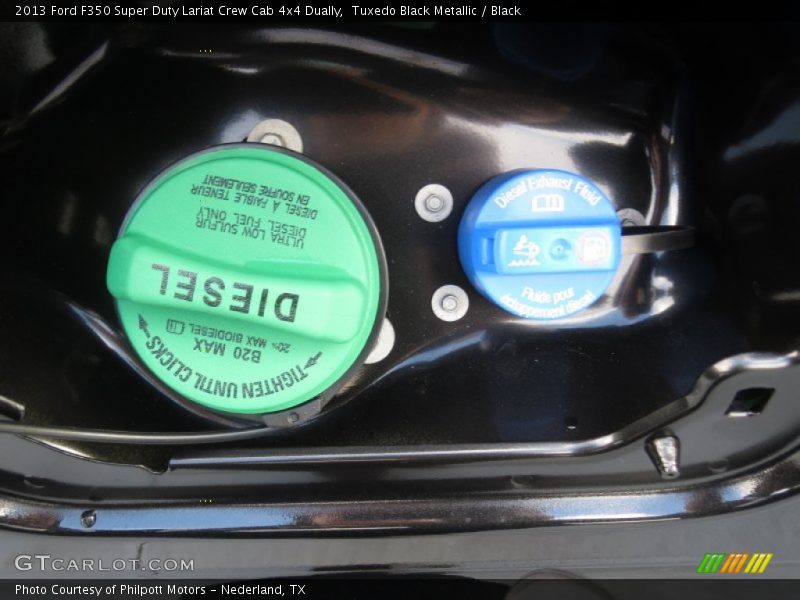 2013 Ford F350 Super Duty Lariat Crew Cab 4x4 Dually,  Tuxedo Black Metallic / Black
TIGHTEN UNTIL CLICKS
B20 MAX
20% MAX BIODIESEL
DIESEL
ULTRA LOW SULFUR
DIESEL FUEL ONLY
DIESEL À FAIBLE TENEUR
EN SOUFRE SEULEMENT
Diesel Exhaust Fluid
Fluide pour
échappement diesel
GTCARLOT.COM
Photo Courtesy of Philpott Motors - Nederland, TX